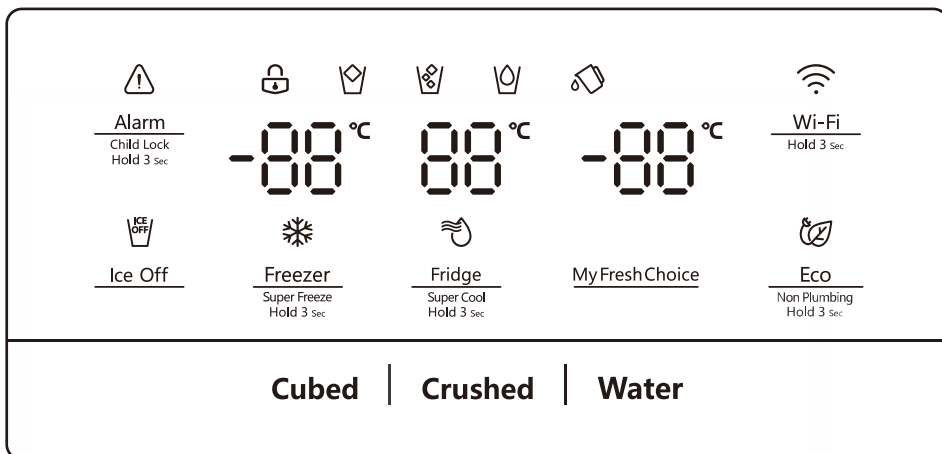 Alarm
Child Lock
Hold 3 Sec
-88 °C
88 °C
-88 °C
Wi-Fi
Hold 3 Sec
ICE
OFF
Ice Off
Freezer
Super Freeze
Hold 3 Sec
Fridge
Super Cool
Hold 3 Sec
My Fresh Choice
Eco
Non Plumbing
Hold 3 Sec
Cubed | Crushed | Water